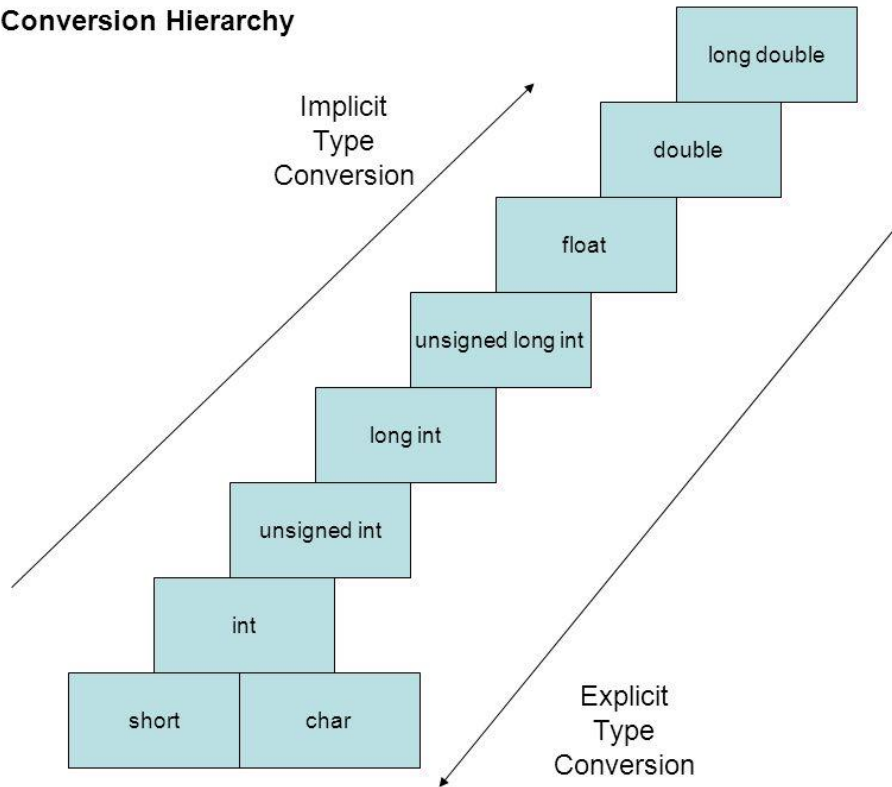 Conversion Hierarchy
long double
Implicit
Type
Conversion
double
float
unsigned long int
long int
unsigned int
int
short
char
Explicit
Type
Conversion